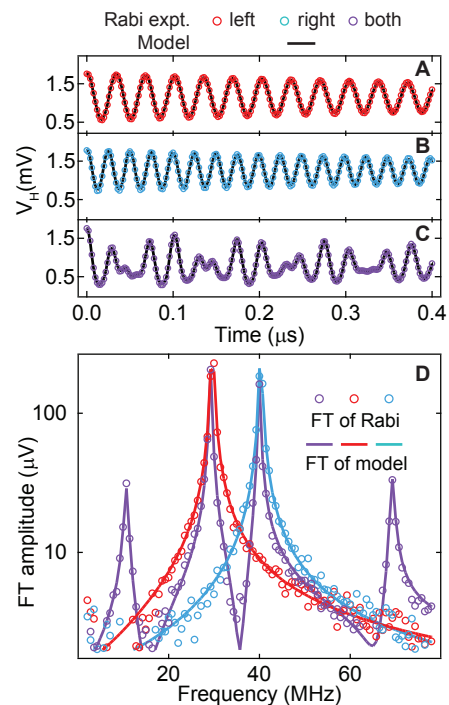 Rabi expt. left right both
Model
A
1.5
0.5
B
1.5
0.5
C
1.5
0.5
V_H(mV)
0.0 0.1 0.2 0.3 0.4
Time (μs)
D
100
FT of Rabi
FT of model
10
FT amplitude (μV)
20 40 60
Frequency (MHz)